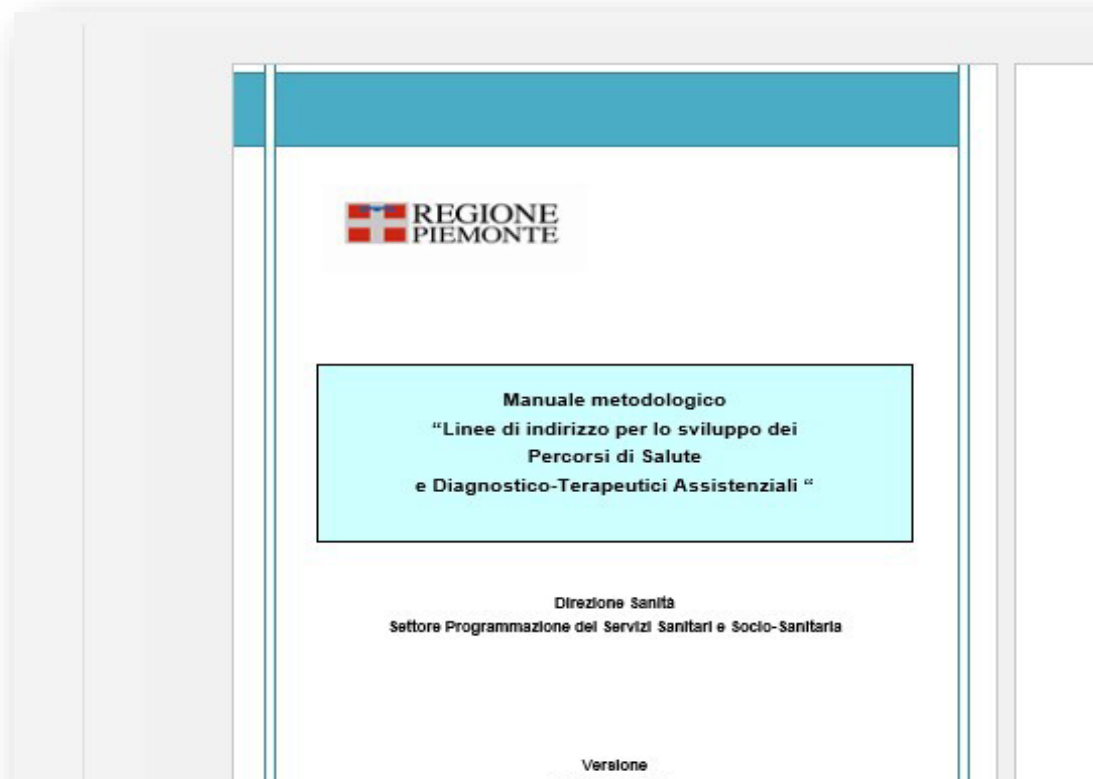 REGIONE
PIEMONTE
Manuale metodologico
“Linee di indirizzo per lo sviluppo dei
Percorsi di Salute
e Diagnostico-Terapeutici Assistenziali “
Direzione Sanità
Settore Programmazione dei Servizi Sanitari e Socio-Sanitaria
Versione